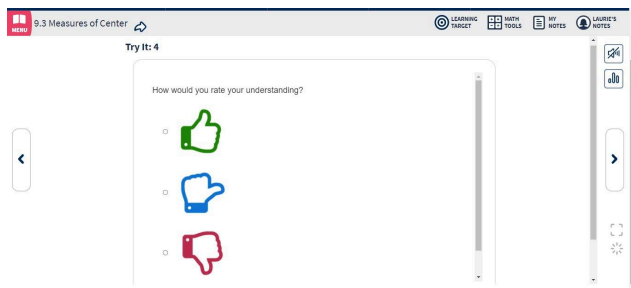 MENU
9.3 Measures of Center
LEARNING
TARGET
MATH
TOOLS
MY
NOTES
LAURIE'S
NOTES
Try It: 4
How would you rate your understanding?